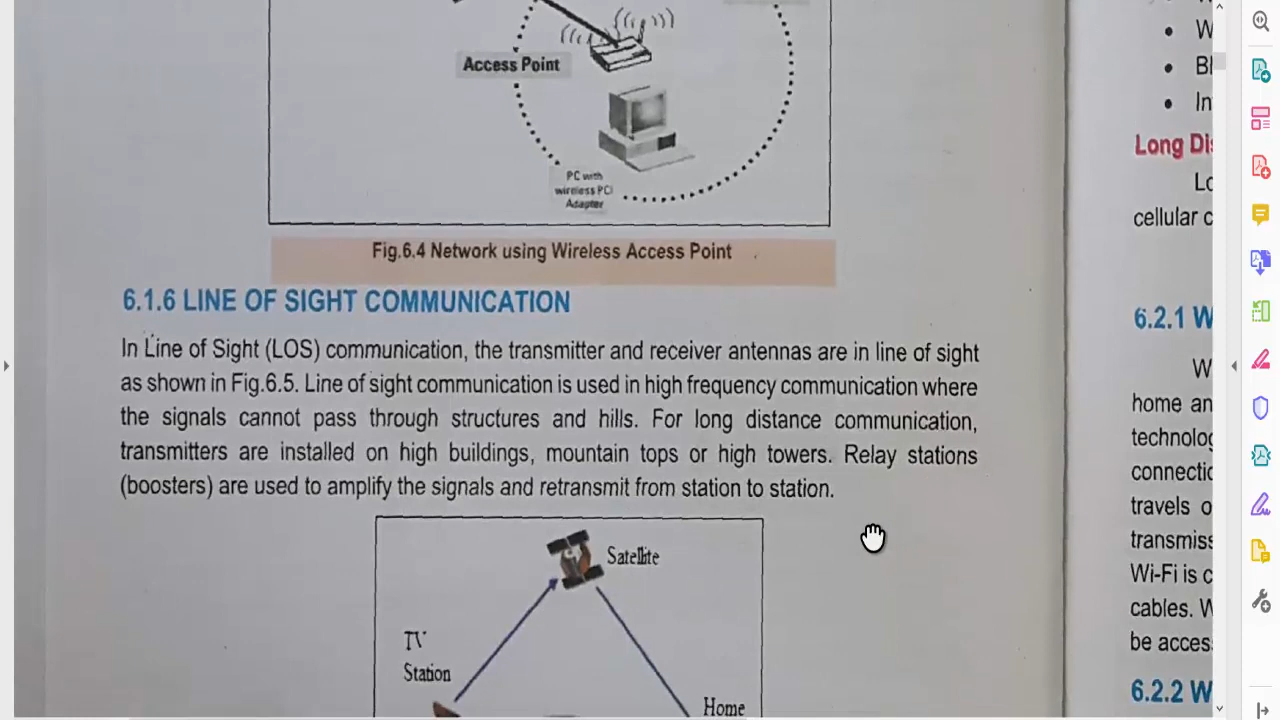 Access Point
PC with
wireless PCI
Adapter
Fig.6.4 Network using Wireless Access Point
6.1.6 LINE OF SIGHT COMMUNICATION
In Line of Sight (LOS) communication, the transmitter and receiver antennas are in line of sight
as shown in Fig.6.5. Line of sight communication is used in high frequency communication where
the signals cannot pass through structures and hills. For long distance communication,
transmitters are installed on high buildings, mountain tops or high towers. Relay stations
(boosters) are used to amplify the signals and retransmit from station to station.
Satellite
TV
Station
Home
• W
• Bl
• In
Long Di
Lo
cellular c
6.2.1 W
W
home an
technolog
connectic
travels o
transmiss
Wi-Fi is c
cables. W
be acces
6.2.2 W